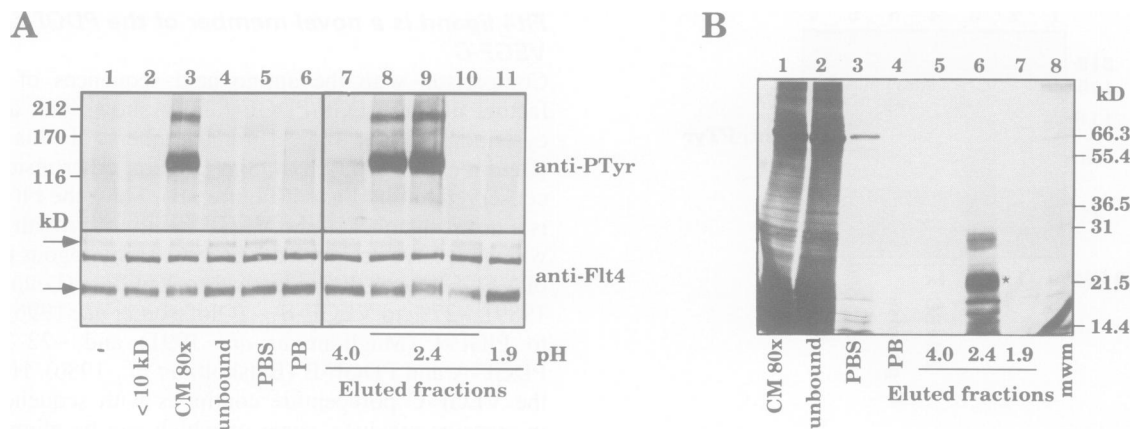 A
1 2 3 4 5 6 7 8 9 10 11
212
170
116
kD
anti-PTyr
anti-Flt4
- <10 kD CM 80x unbound PBS PB 4.0 2.4 1.9 pH
Eluted fractions
B
1 2 3 4 5 6 7 8
kD
66.3
55.4
36.5
31
21.5
14.4
*
CM 80x unbound PBS PB 4.0 2.4 1.9 mwm
Eluted fractions